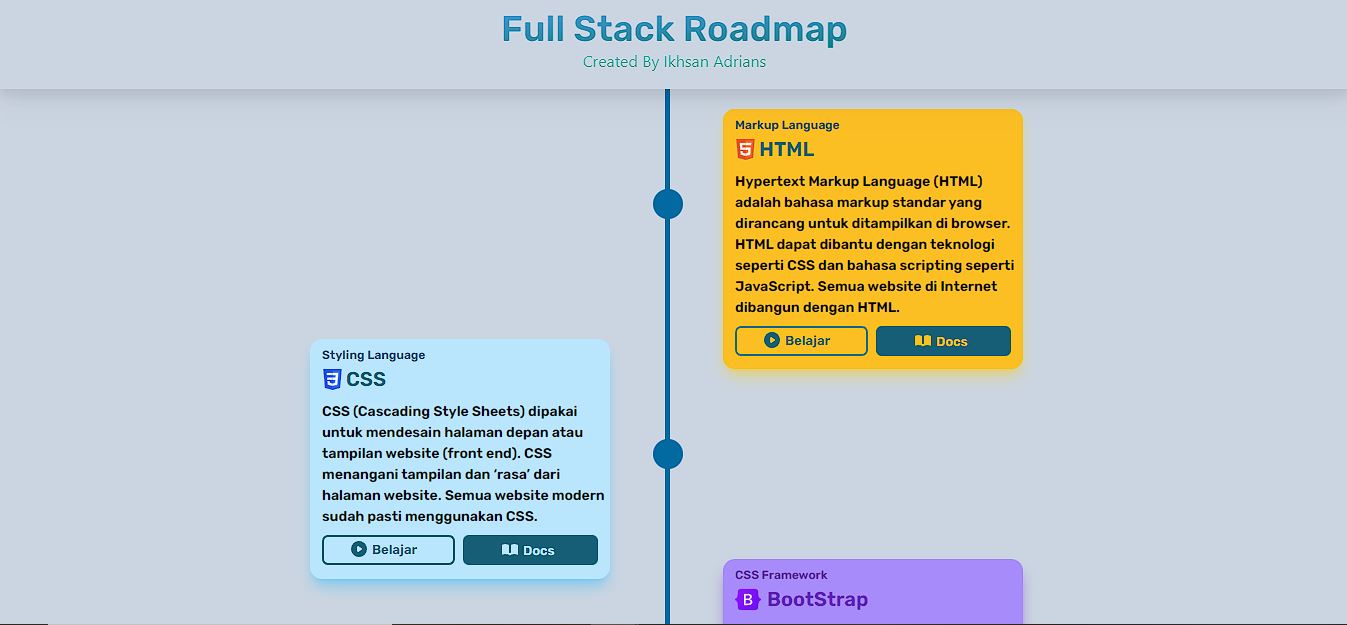 Full Stack Roadmap
Created By Ikhsan Adrians
Markup Language
HTML
Hypertext Markup Language (HTML)
adalah bahasa markup standar yang
dirancang untuk ditampilkan di browser.
HTML dapat dibantu dengan teknologi
seperti CSS dan bahasa scripting seperti
JavaScript. Semua website di Internet
dibangun dengan HTML.
Belajar
Docs
Styling Language
CSS
CSS (Cascading Style Sheets) dipakai
untuk mendesain halaman depan atau
tampilan website (front end). CSS
menangani tampilan dan ‘rasa’ dari
halaman website. Semua website modern
sudah pasti menggunakan CSS.
Belajar
Docs
CSS Framework
B BootStrap